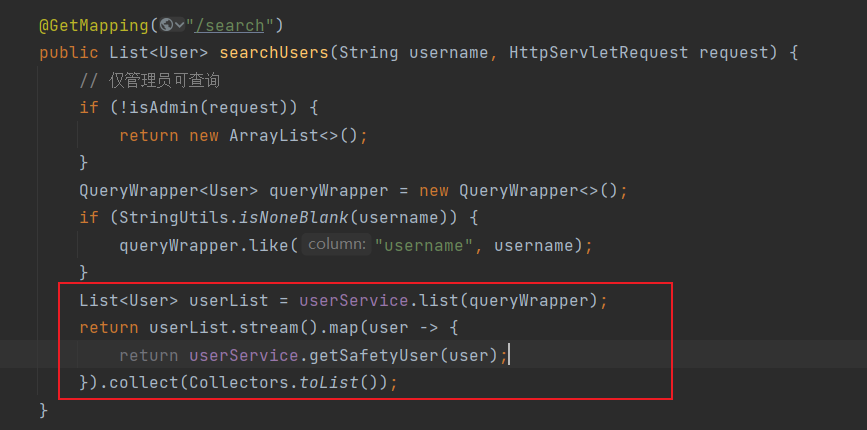 @GetMapping("/search")
public List<User> searchUsers(String username, HttpServletRequest request) {
// 仅管理员可查询
if (!isAdmin(request)) {
return new ArrayList<>();
}
QueryWrapper<User> queryWrapper = new QueryWrapper<>();
if (StringUtils.isNoneBlank(username)) {
queryWrapper.like( column: "username", username);
}
List<User> userList = userService.list(queryWrapper);
return userList.stream().map(user -> {
return userService.getSafetyUser(user);
}).collect(Collectors.toList());
}